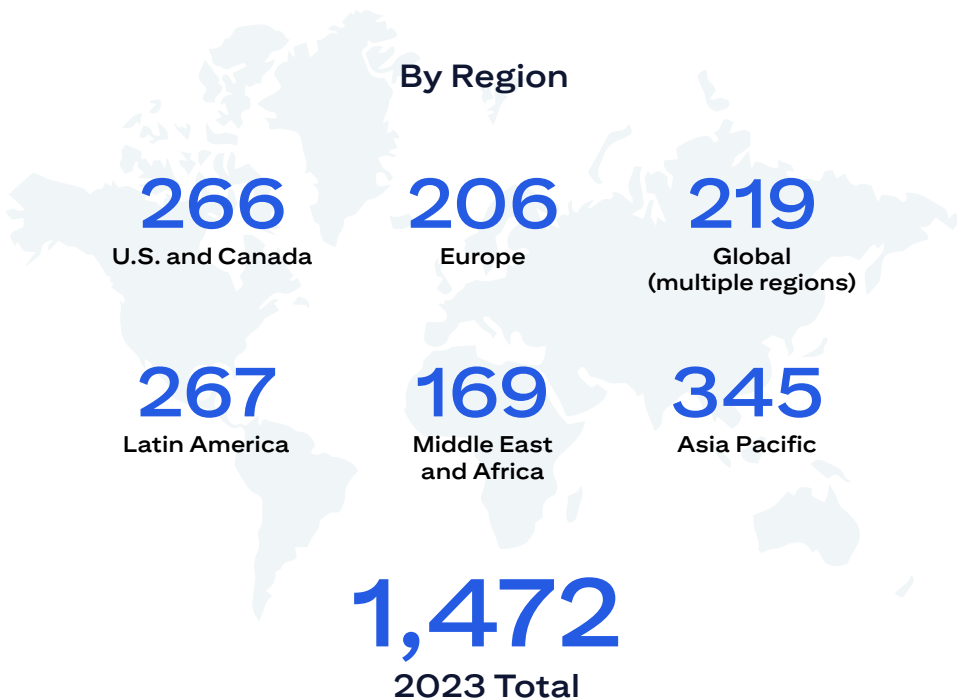 By Region
266
U.S. and Canada
206
Europe
219
Global
(multiple regions)
267
Latin America
169
Middle East
and Africa
345
Asia Pacific
1,472
2023 Total